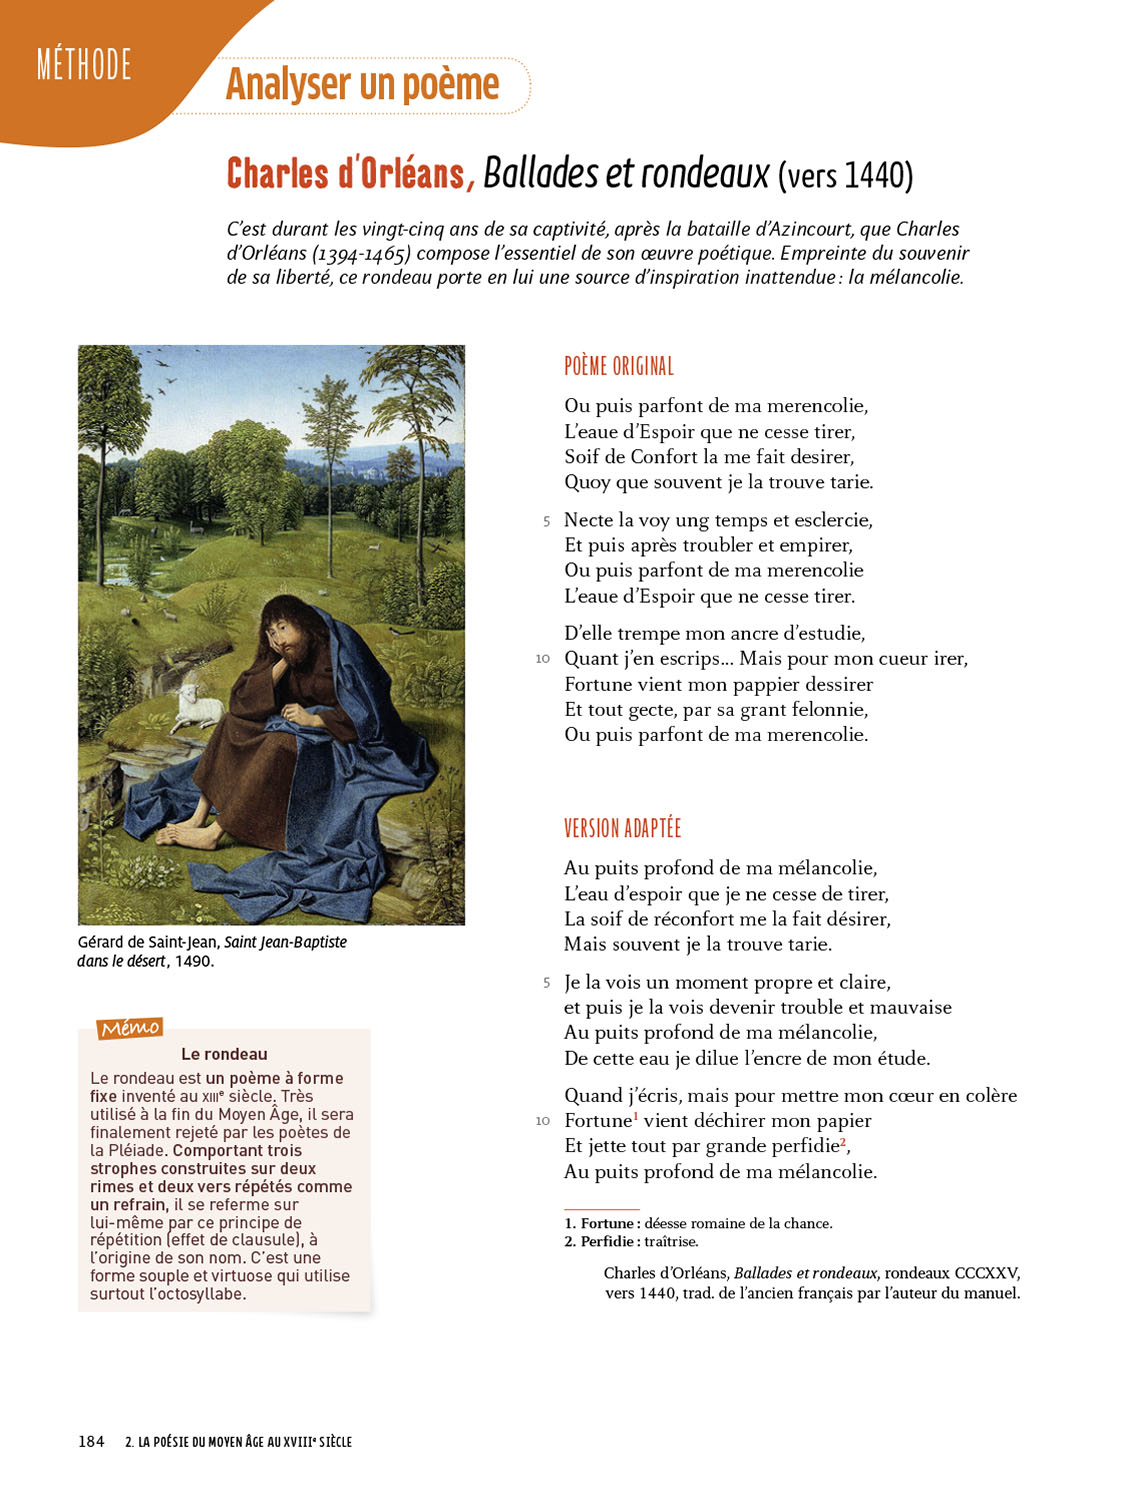 MÉTHODE
Analyser un poème
Charles d'Orléans, Ballades et rondeaux (vers 1440)
C'est durant les vingt-cinq ans de sa captivité, après la bataille d'Azincourt, que Charles
d'Orléans (1394-1465) compose l'essentiel de son œuvre poétique. Empreinte du souvenir
de sa liberté, ce rondeau porte en lui une source d'inspiration inattendue : la mélancolie.
Gérard de Saint-Jean, Saint Jean-Baptiste
dans le désert, 1490.
Mémo
Le rondeau
Le rondeau est un poème à forme
fixe inventé au XIIIe siècle. Très
utilisé à la fin du Moyen Âge, il sera
finalement rejeté par les poètes de
la Pléiade. Comportant trois
strophes construites sur deux
rimes et deux vers répétés comme
un refrain, il se referme sur
lui-même par ce principe de
répétition (effet de clausule), à
l'origine de son nom. C'est une
forme souple et virtuose qui utilise
surtout l'octosyllabe.
POÈME ORIGINAL
Ou puis parfont de ma merencolie,
L'eaue d'Espoir que ne cesse tirer,
Soif de Confort la me fait desirer,
Quoy que souvent je la trouve tarie.
5 Necte la voy ung temps et esclercie,
Et puis après troubler et empirer,
Ou puis parfont de ma merencolie
L'eaue d'Espoir que ne cesse tirer.
D'elle trempe mon ancre d'estudie,
10 Quant j'en escrips... Mais pour mon cueur irer,
Fortune vient mon pappier dessirer
Et tout gecte, par sa grant felonnie,
Ou puis parfont de ma merencolie.
VERSION ADAPTÉE
Au puits profond de ma mélancolie,
L'eau d'espoir que je ne cesse de tirer,
La soif de réconfort me la fait désirer,
Mais souvent je la trouve tarie.
5 Je la vois un moment propre et claire,
et puis je la vois devenir trouble et mauvaise
Au puits profond de ma mélancolie,
De cette eau je dilue l'encre de mon étude.
Quand j'écris, mais pour mettre mon cœur en colère
10 Fortune1 vient déchirer mon papier
Et jette tout par grande perfidie2,
Au puits profond de ma mélancolie.
1. Fortune : déesse romaine de la chance.
2. Perfidie : traîtrise.
Charles d'Orléans, Ballades et rondeaux, rondeaux CCCXXV,
vers 1440, trad. de l'ancien français par l'auteur du manuel.
184 2. LA POÉSIE DU MOYEN ÂGE AU XVIIIe SIÈCLE